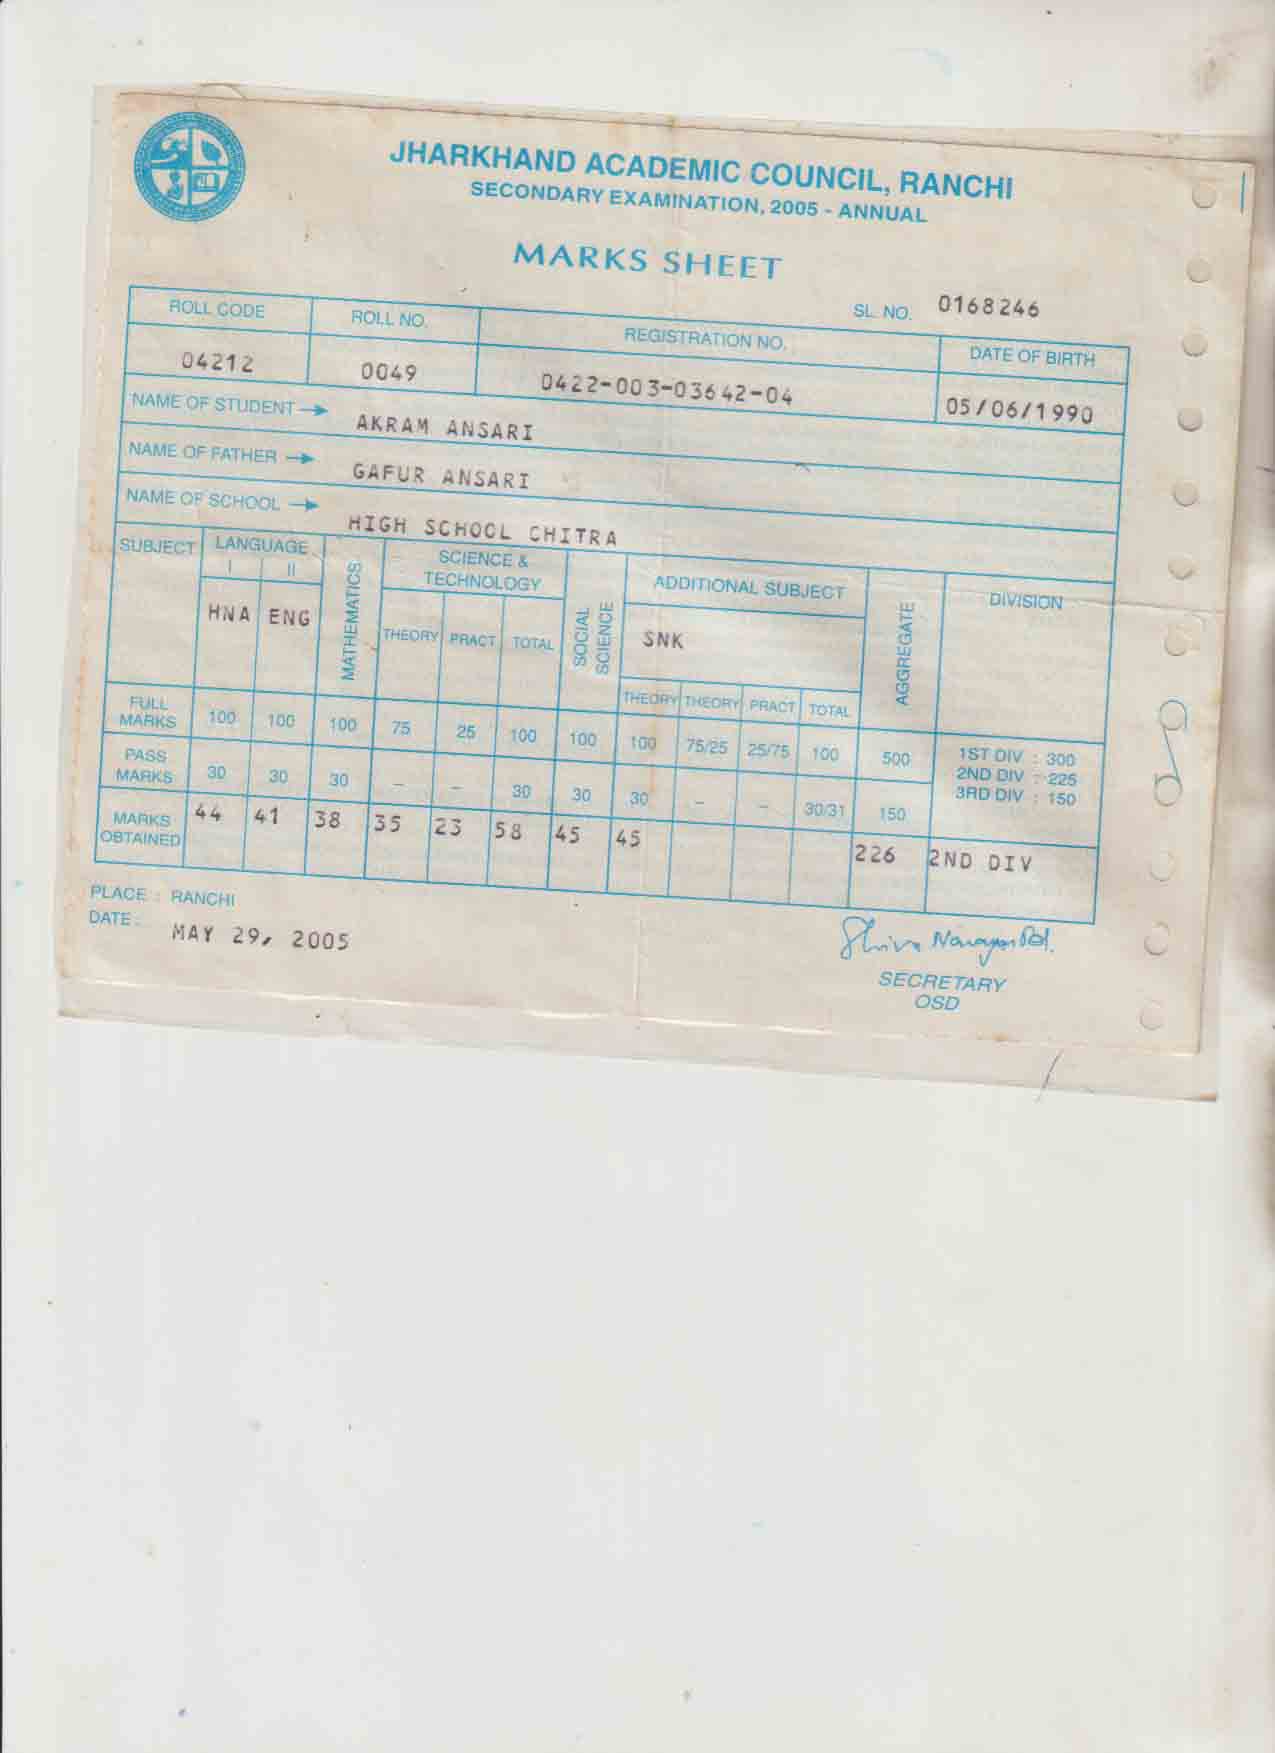 JHARKHAND ACADEMIC COUNCIL, RANCHI
SECONDARY EXAMINATION, 2005 - ANNUAL
MARKS SHEET
SL. NO. 0168246
ROLL CODE ROLL NO. REGISTRATION NO. DATE OF BIRTH
04212 0049 0422-003-03642-04 05/06/1990
NAME OF STUDENT → AKRAM ANSARI
NAME OF FATHER → GAFUR ANSARI
NAME OF SCHOOL → HIGH SCHOOL CHITRA
SUBJECT LANGUAGE MATHEMATICS SCIENCE & TECHNOLOGY SOCIAL SCIENCE ADDITIONAL SUBJECT AGGREGATE DIVISION
I II
HNA ENG THEORY PRACT TOTAL SNK
THEORY THEORY PRACT TOTAL
FULL MARKS 100 100 100 75 25 100 100 100 75/25 25/75 100 500 1ST DIV : 300
2ND DIV : 225
3RD DIV : 150
PASS MARKS 30 30 30 – – 30 30 30 – – 30/31 150
MARKS OBTAINED 44 41 38 35 23 58 45 45 226 2ND DIV
PLACE : RANCHI
DATE : MAY 29, 2005
SECRETARY
OSD